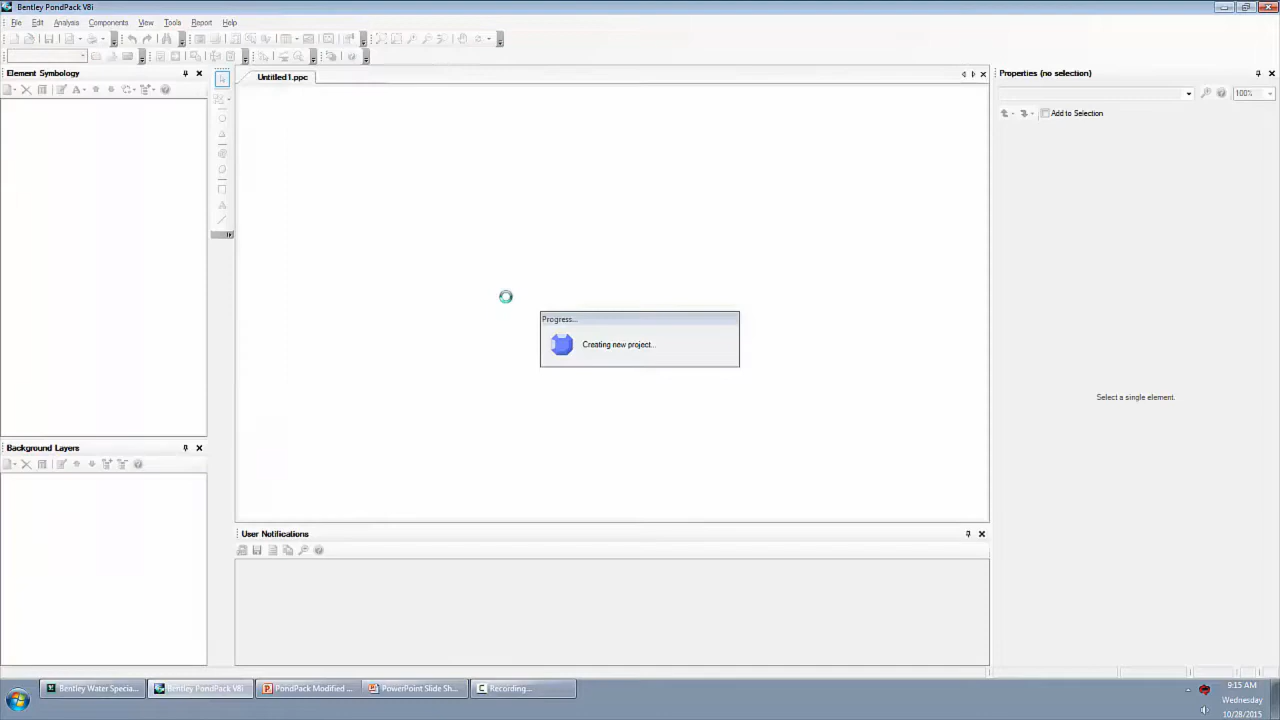 Bentley PondPack V8i
File Edit Analysis Components View Tools Report Help
Element Symbology
Untitled1.ppc
Properties (no selection)
100%
Add to Selection
Progress...
Creating new project...
Select a single element.
Background Layers
User Notifications
Bentley Water Specia...
Bentley PondPack V8i
PondPack Modified ...
PowerPoint Slide Sh...
Recording...
9:15 AM
Wednesday
10/28/2015